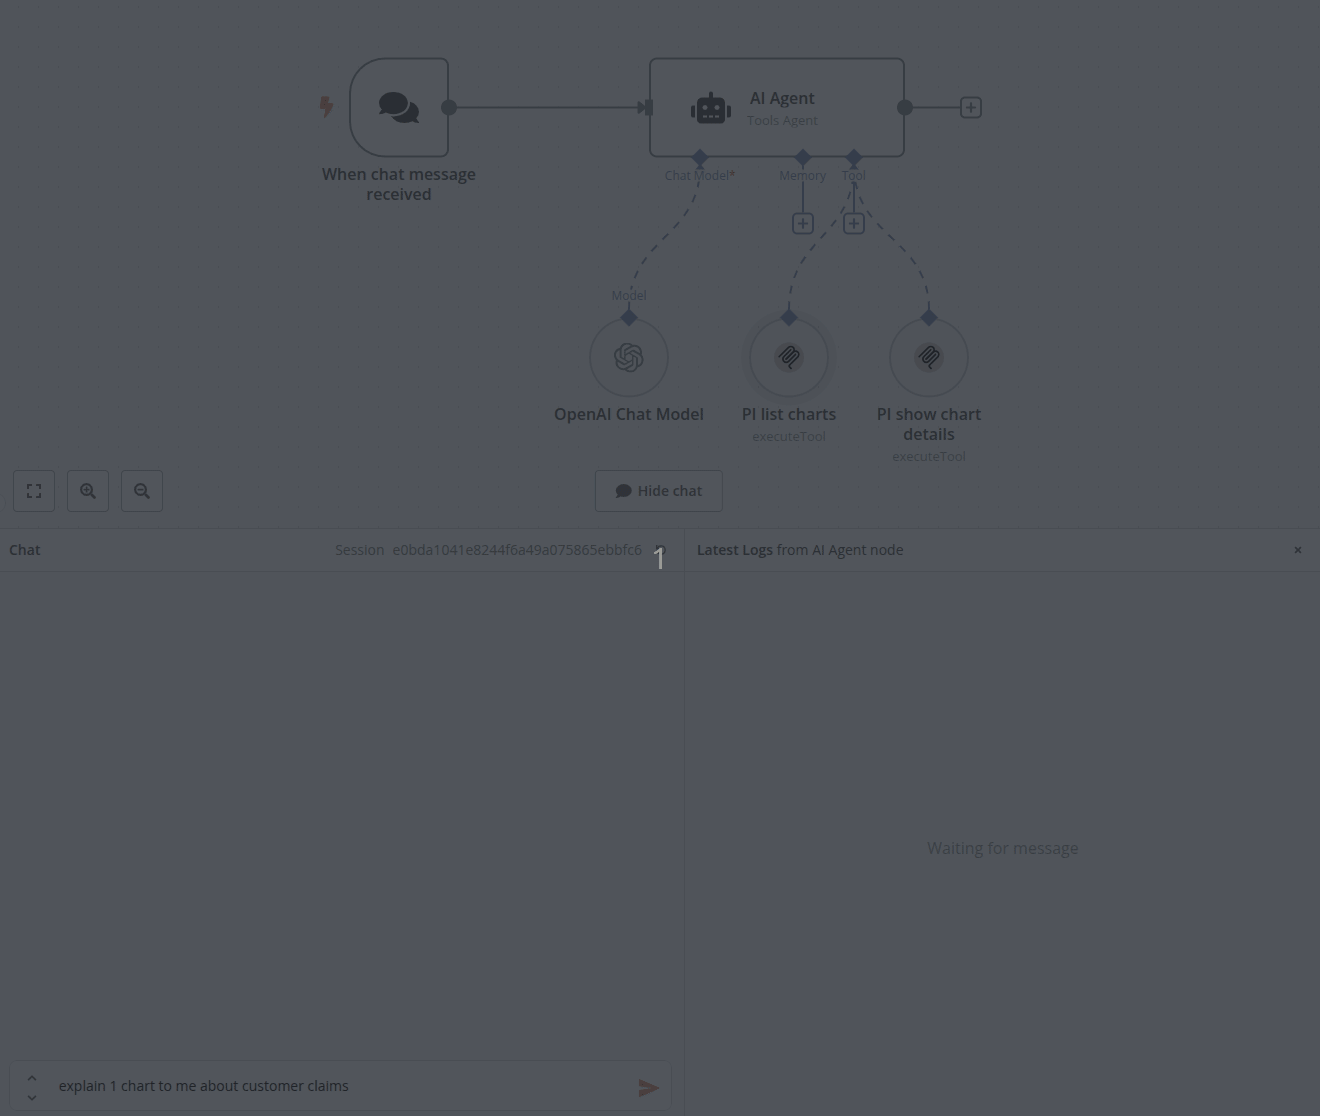 AI Agent
Tools Agent
When chat message
received
Chat Model*
Memory
Tool
Model
OpenAI Chat Model
PI list charts
executeTool
PI show chart
details
executeTool
Hide chat
Chat
Session e0bda1041e8244f6a49a075865ebbfc6
1
Latest Logs from AI Agent node
Waiting for message
explain 1 chart to me about customer claims